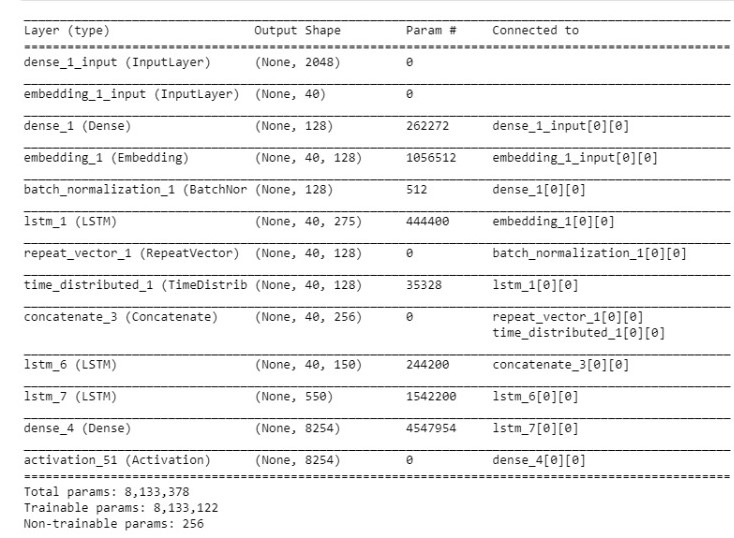 Layer (type) Output Shape Param # Connected to
dense_1_input (InputLayer) (None, 2048) 0
embedding_1_input (InputLayer) (None, 40) 0
dense_1 (Dense) (None, 128) 262272 dense_1_input[0][0]
embedding_1 (Embedding) (None, 40, 128) 1056512 embedding_1_input[0][0]
batch_normalization_1 (BatchNor (None, 128) 512 dense_1[0][0]
lstm_1 (LSTM) (None, 40, 275) 444400 embedding_1[0][0]
repeat_vector_1 (RepeatVector) (None, 40, 128) 0 batch_normalization_1[0][0]
time_distributed_1 (TimeDistrib (None, 40, 128) 35328 lstm_1[0][0]
concatenate_3 (Concatenate) (None, 40, 256) 0 repeat_vector_1[0][0]
time_distributed_1[0][0]
lstm_6 (LSTM) (None, 40, 150) 244200 concatenate_3[0][0]
lstm_7 (LSTM) (None, 550) 1542200 lstm_6[0][0]
dense_4 (Dense) (None, 8254) 4547954 lstm_7[0][0]
activation_51 (Activation) (None, 8254) 0 dense_4[0][0]
Total params: 8,133,378
Trainable params: 8,133,122
Non-trainable params: 256